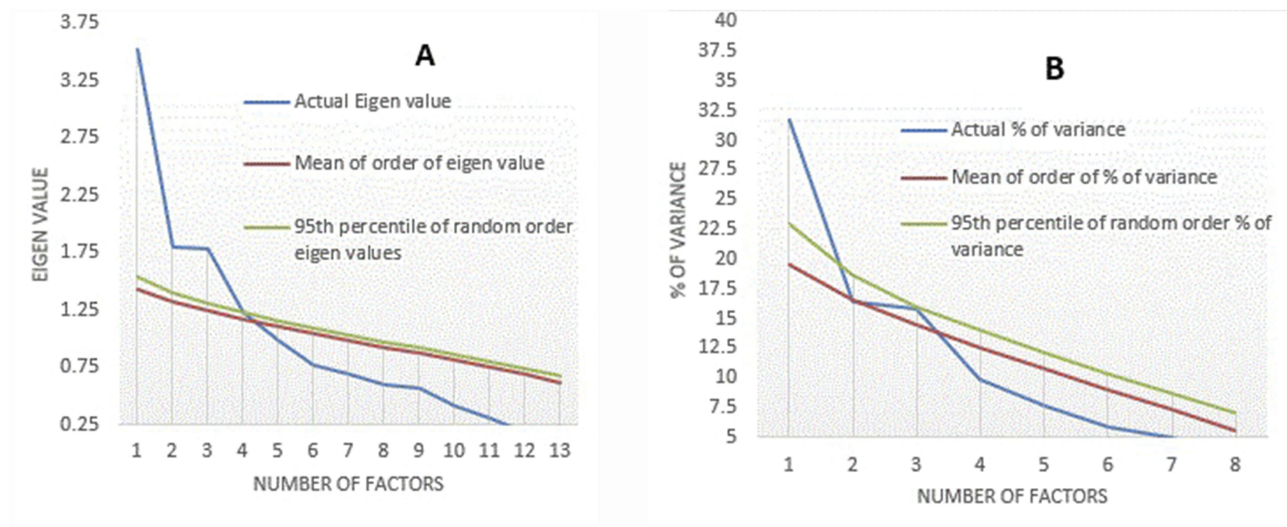 A
3.75
3.25
2.75
2.25
1.75
1.25
0.75
0.25
EIGEN VALUE
Actual Eigen value
Mean of order of eigen value
95th percentile of random order
eigen values
1 2 3 4 5 6 7 8 9 10 11 12 13
NUMBER OF FACTORS
B
40
37.5
35
32.5
30
27.5
25
22.5
20
17.5
15
12.5
10
7.5
5
% OF VARIANCE
Actual % of variance
Mean of order of % of variance
95th percentile of random order % of
variance
1 2 3 4 5 6 7 8
NUMBER OF FACTORS